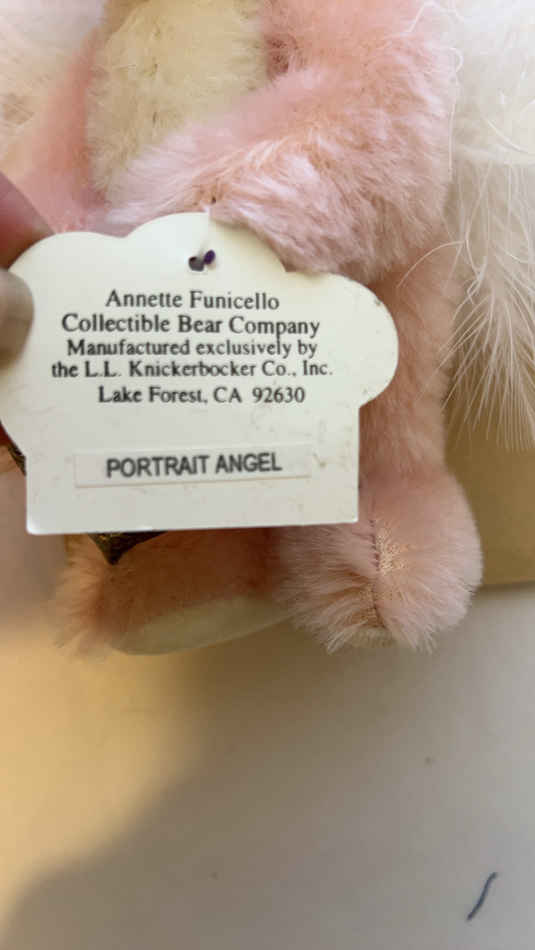 Annette Funicello
Collectible Bear Company
Manufactured exclusively by
the L.L. Knickerbocker Co., Inc.
Lake Forest, CA 92630
PORTRAIT ANGEL